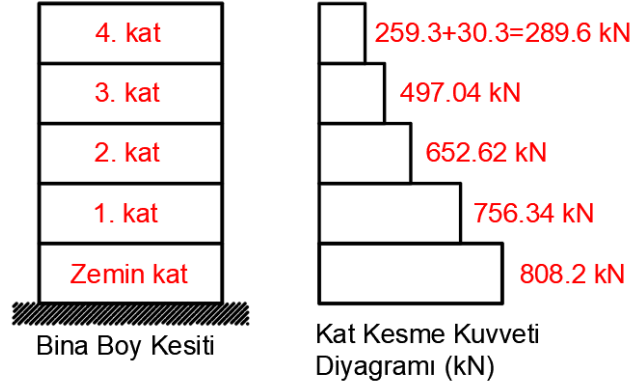 4. kat
259.3+30.3=289.6 kN
3. kat
497.04 kN
2. kat
652.62 kN
1. kat
756.34 kN
Zemin kat
808.2 kN
Bina Boy Kesiti
Kat Kesme Kuvveti
Diyagramı (kN)